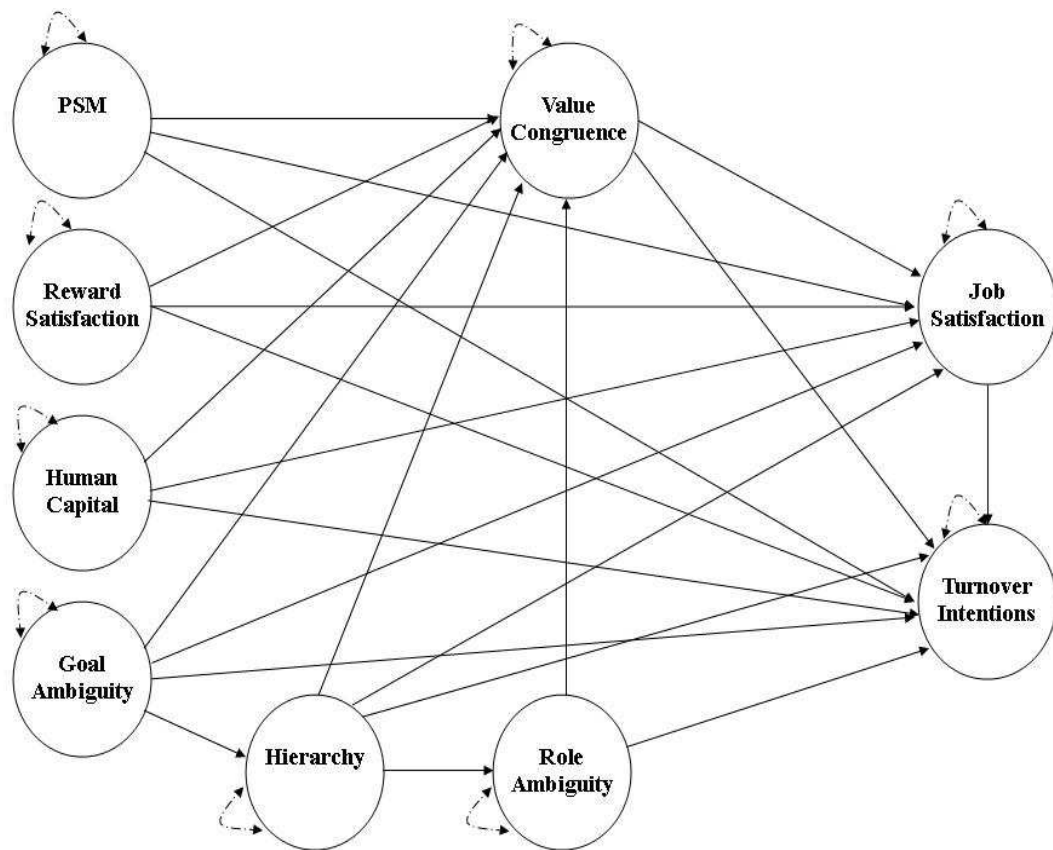 PSM
Value
Congruence
Reward
Satisfaction
Job
Satisfaction
Human
Capital
Turnover
Intentions
Goal
Ambiguity
Hierarchy
Role
Ambiguity